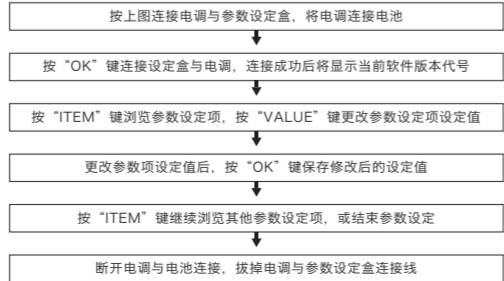 按上图连接电调与参数设定盒，将电调连接电池
按“OK”键连接设定盒与电调，连接成功后将显示当前软件版本代号
按“ITEM”键浏览参数设定项，按“VALUE”键更改参数设定项设定值
更改参数项设定值后，按“OK”键保存修改后的设定值
按“ITEM”键继续浏览其他参数设定项，或结束参数设定
断开电调与电池连接，拔掉电调与参数设定盒连接线